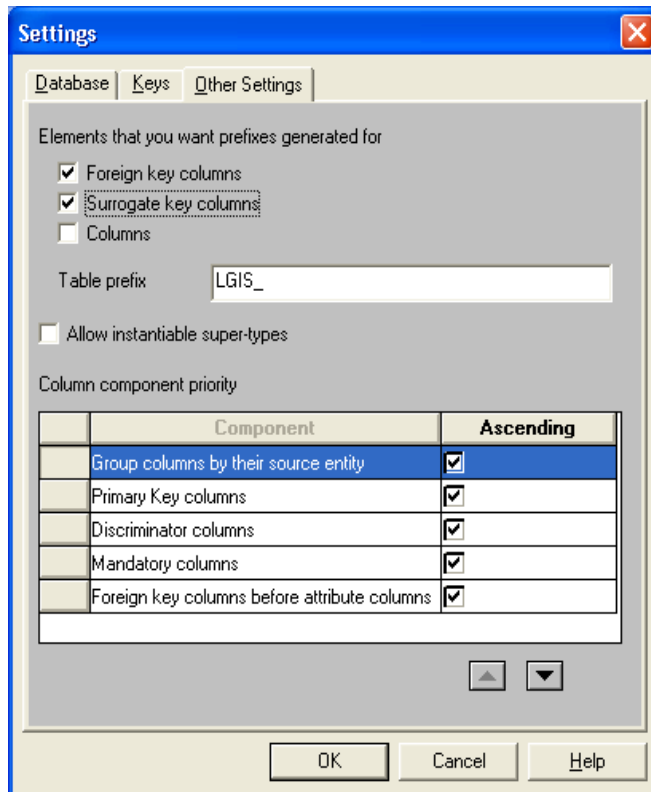 Settings
Database Keys Other Settings
Elements that you want prefixes generated for
Foreign key columns
Surrogate key columns
Columns
Table prefix LGIS_
Allow instantiable super-types
Column component priority
Component Ascending
Group columns by their source entity
Primary Key columns
Discriminator columns
Mandatory columns
Foreign key columns before attribute columns
OK Cancel Help